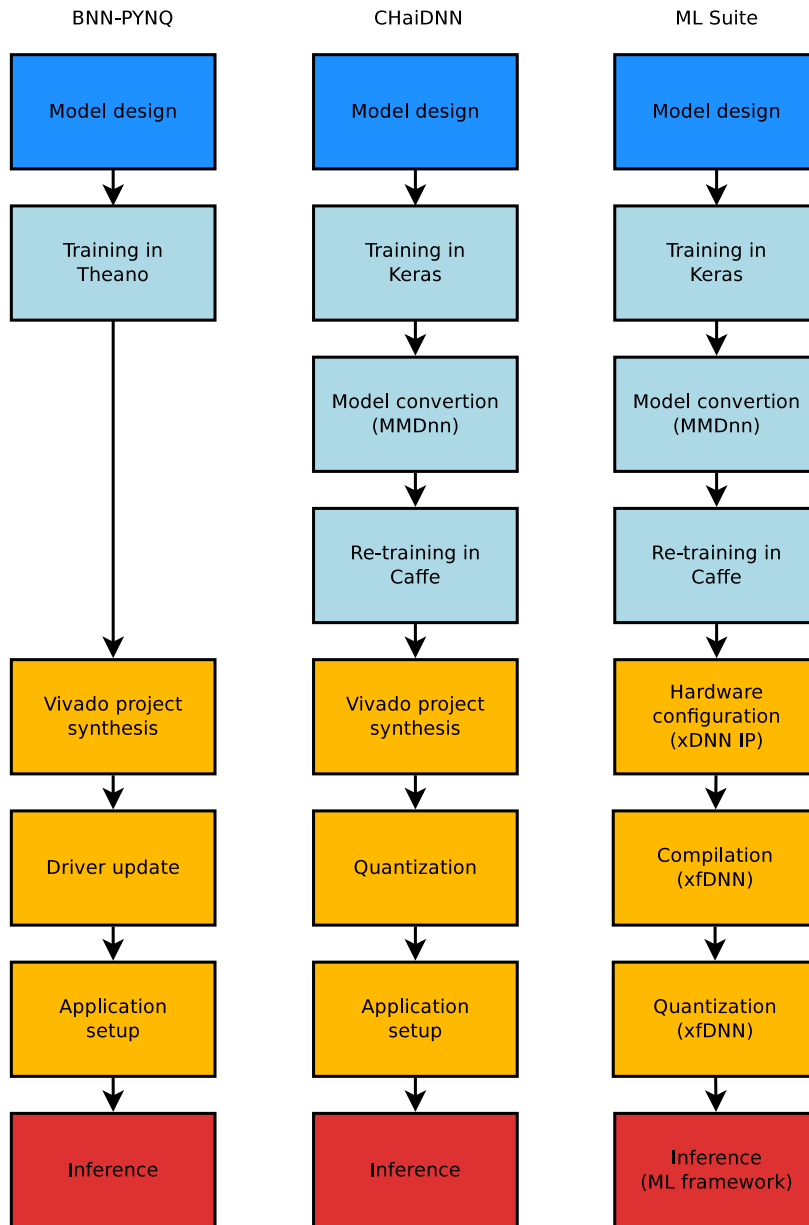 BNN-PYNQ
CHaiDNN
ML Suite
Model design
Model design
Model design
Training in
Theano
Training in
Keras
Training in
Keras
Model convertion
(MMDnn)
Model convertion
(MMDnn)
Re-training in
Caffe
Re-training in
Caffe
Vivado project
synthesis
Vivado project
synthesis
Hardware
configuration
(xDNN IP)
Driver update
Quantization
Compilation
(xfDNN)
Application
setup
Application
setup
Quantization
(xfDNN)
Inference
Inference
Inference
(ML framework)